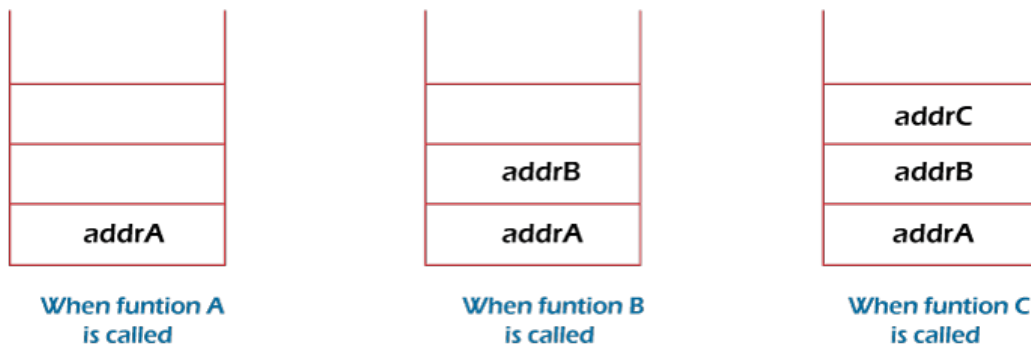 addrC
addrB
addrB
addrA
addrA
addrA
When funtion A
is called
When funtion B
is called
When funtion C
is called